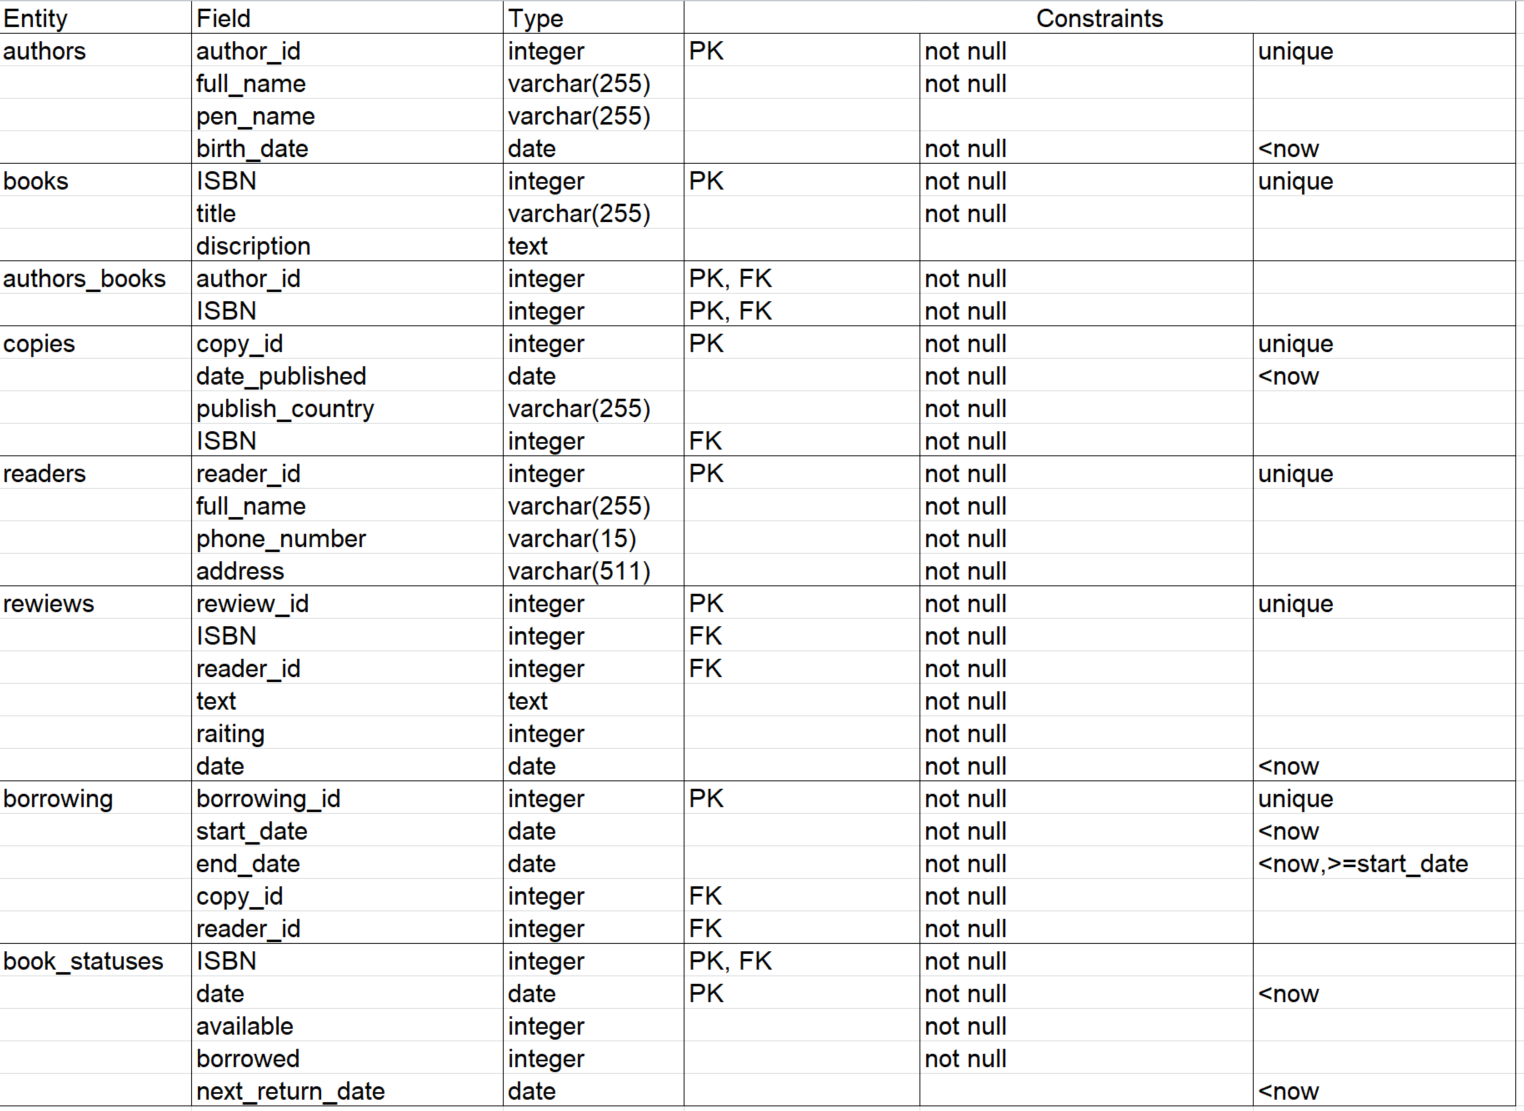 Entity Field Type Constraints
authors author_id integer PK not null unique
full_name varchar(255) not null
pen_name varchar(255)
birth_date date not null <now
books ISBN integer PK not null unique
title varchar(255) not null
discription text
authors_books author_id integer PK, FK not null
ISBN integer PK, FK not null
copies copy_id integer PK not null unique
date_published date not null <now
publish_country varchar(255) not null
ISBN integer FK not null
readers reader_id integer PK not null unique
full_name varchar(255) not null
phone_number varchar(15) not null
address varchar(511) not null
rewiews rewiew_id integer PK not null unique
ISBN integer FK not null
reader_id integer FK not null
text text not null
raiting integer not null
date date not null <now
borrowing borrowing_id integer PK not null unique
start_date date not null <now
end_date date not null <now,>=start_date
copy_id integer FK not null
reader_id integer FK not null
book_statuses ISBN integer PK, FK not null
date date PK not null <now
available integer not null
borrowed integer not null
next_return_date date <now